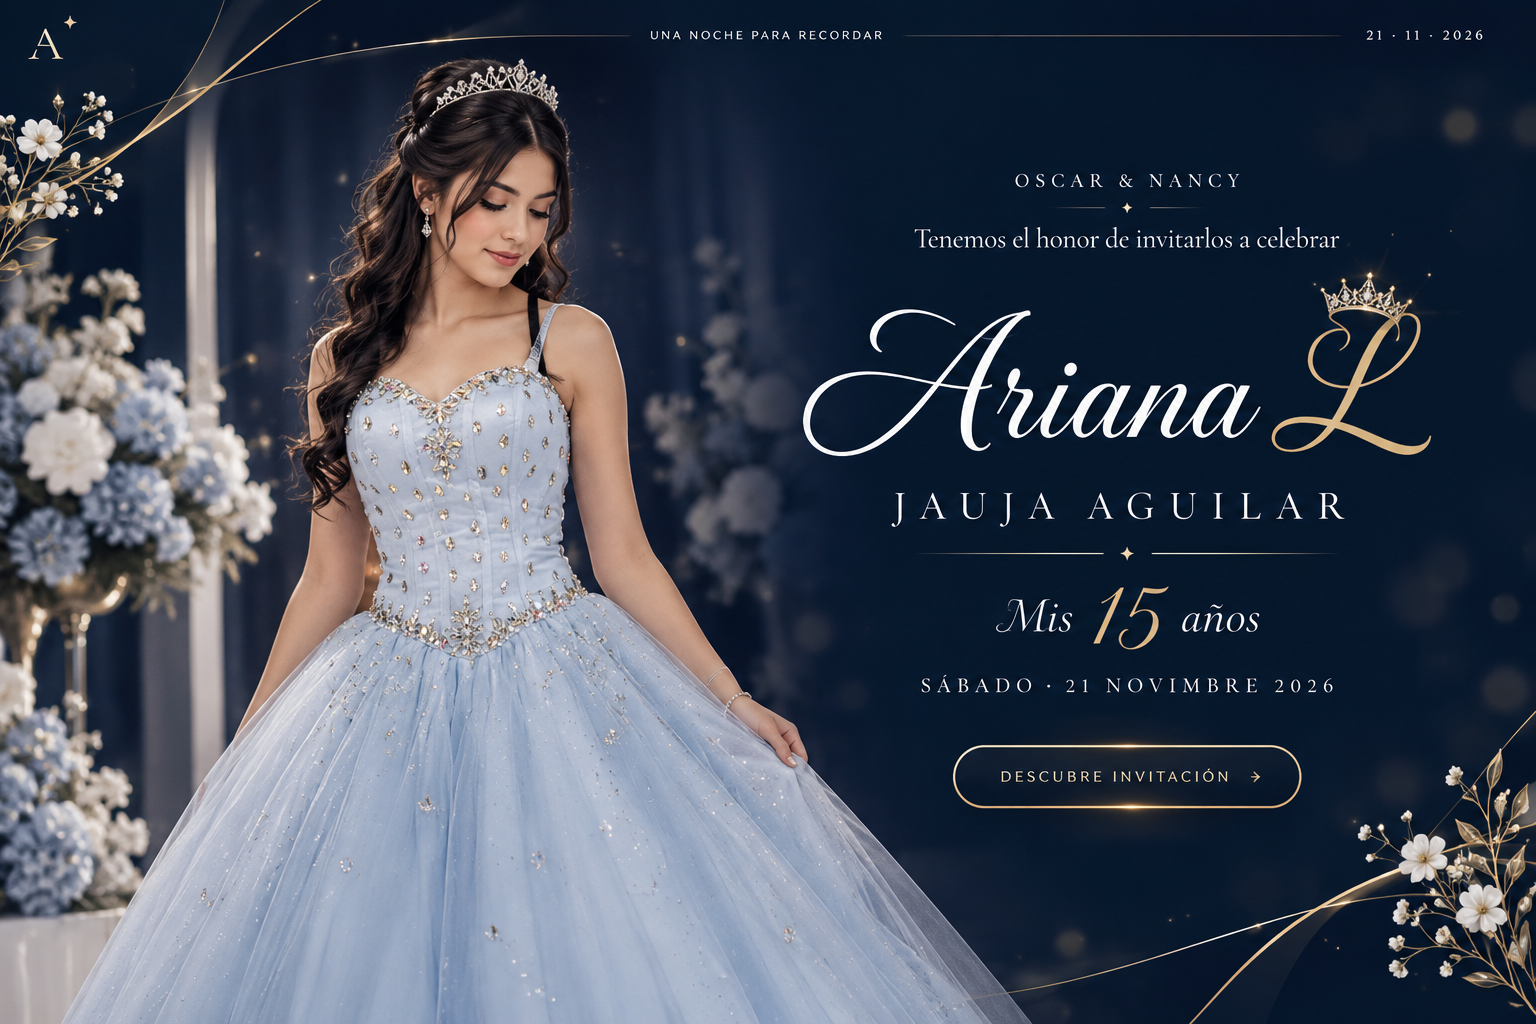 A
UNA NOCHE PARA RECORDAR
21 · 11 · 2026
OSCAR & NANCY
Tenemos el honor de invitarlos a celebrar
Ariana L
JAUJA AGUILAR
Mis 15 años
SÁBADO · 21 NOVIMBRE 2026
DESCUBRE INVITACIÓN →